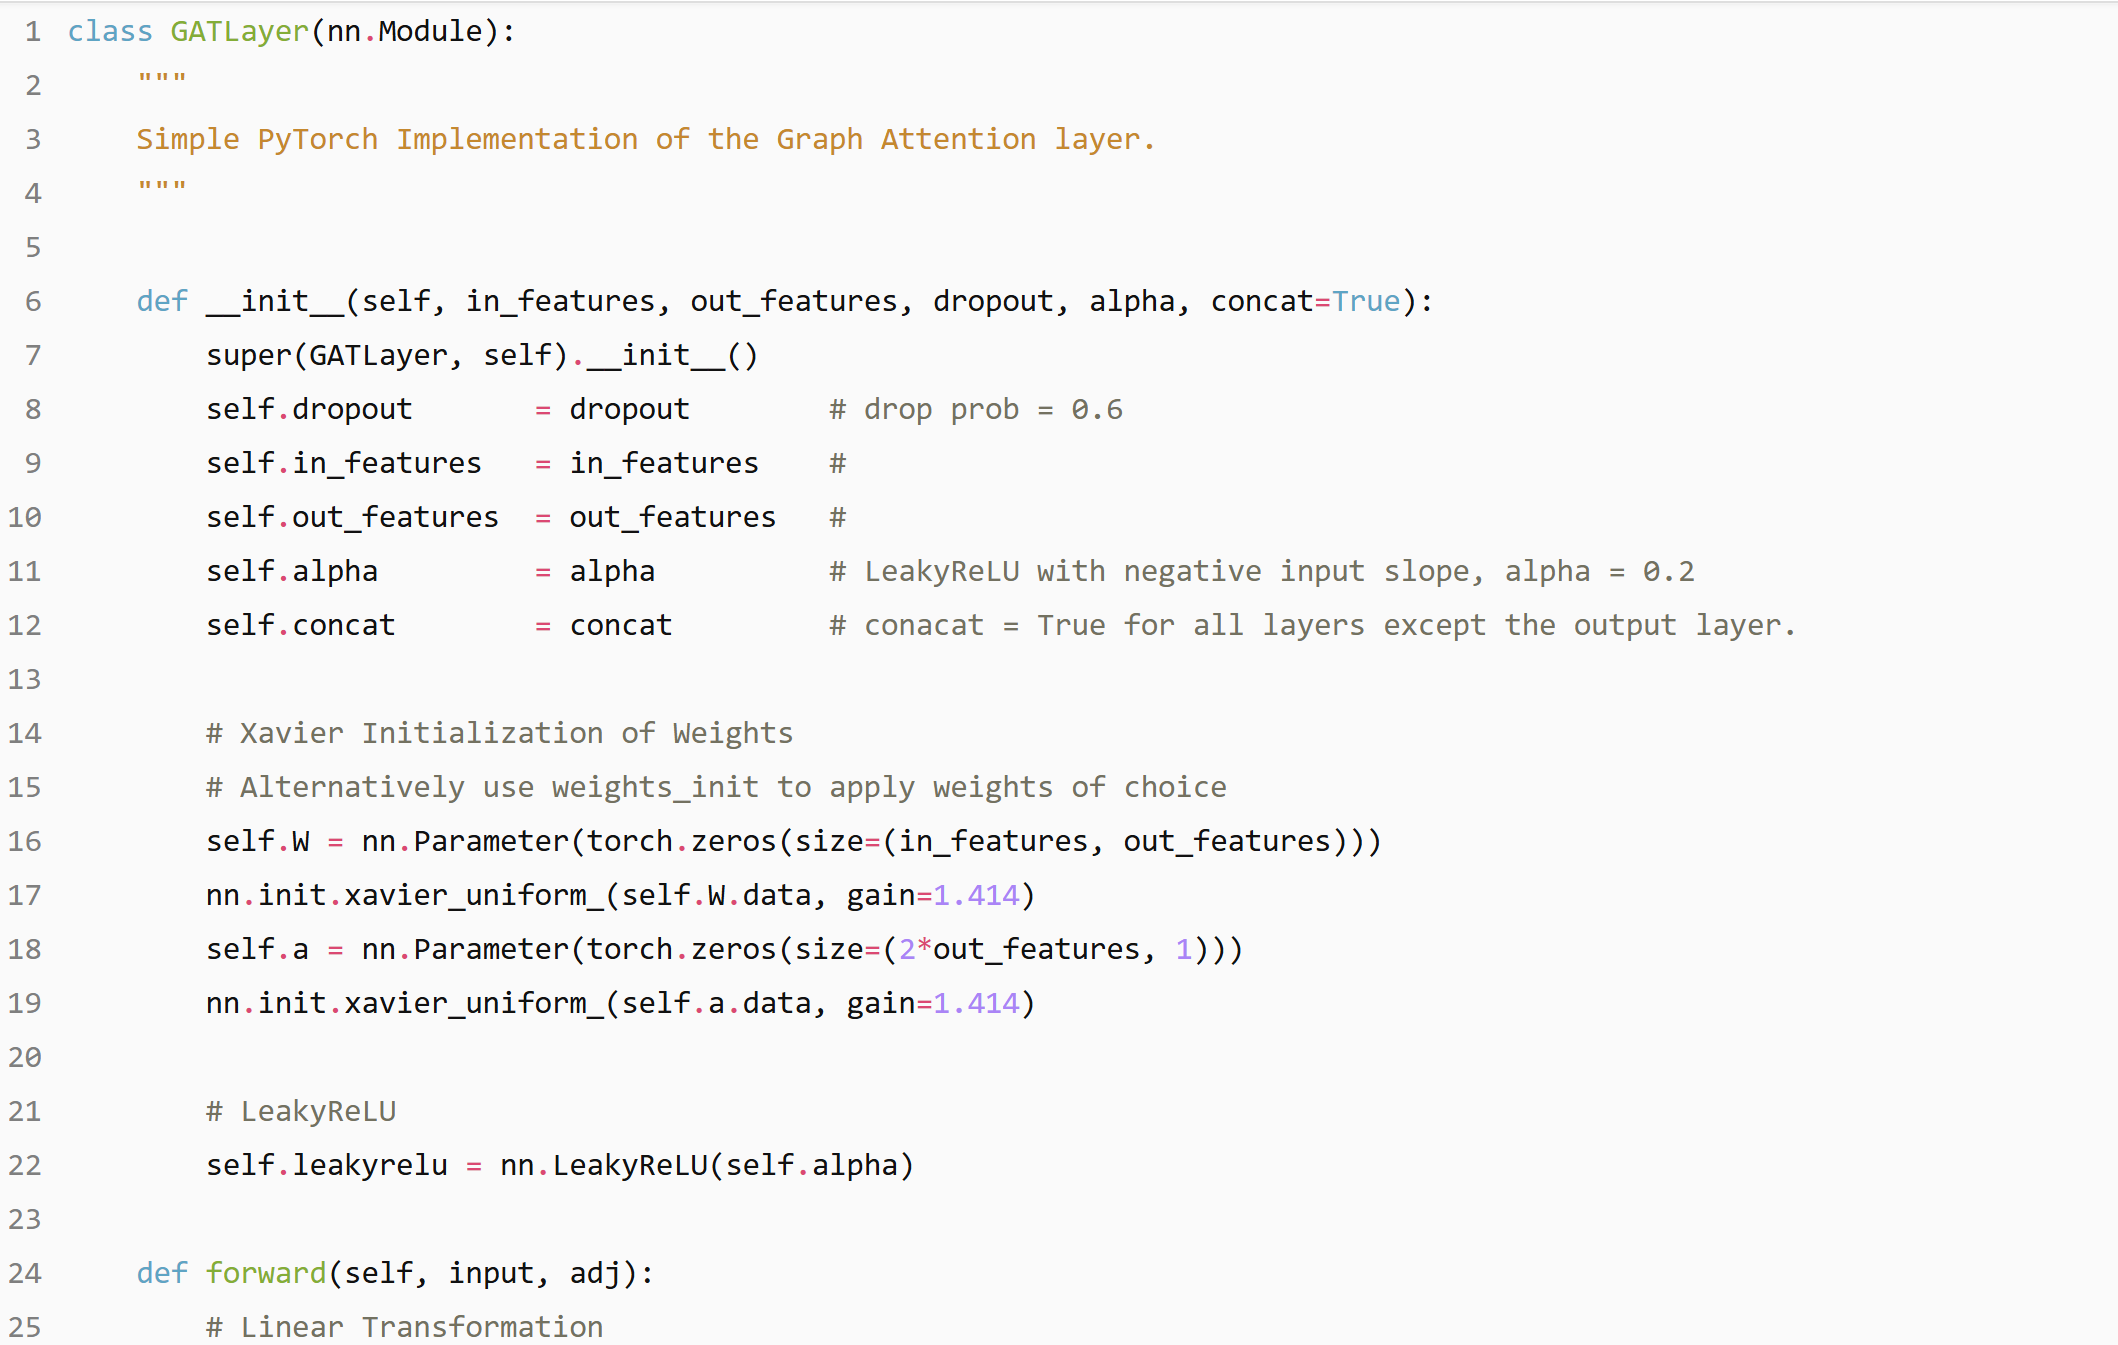 1 class GATLayer(nn.Module):
2     """
3     Simple PyTorch Implementation of the Graph Attention layer.
4     """
5
6     def __init__(self, in_features, out_features, dropout, alpha, concat=True):
7         super(GATLayer, self).__init__()
8         self.dropout       = dropout        # drop prob = 0.6
9         self.in_features   = in_features    #
10         self.out_features  = out_features   #
11         self.alpha         = alpha          # LeakyReLU with negative input slope, alpha = 0.2
12         self.concat        = concat         # conacat = True for all layers except the output layer.
13
14         # Xavier Initialization of Weights
15         # Alternatively use weights_init to apply weights of choice
16         self.W = nn.Parameter(torch.zeros(size=(in_features, out_features)))
17         nn.init.xavier_uniform_(self.W.data, gain=1.414)
18         self.a = nn.Parameter(torch.zeros(size=(2*out_features, 1)))
19         nn.init.xavier_uniform_(self.a.data, gain=1.414)
20
21         # LeakyReLU
22         self.leakyrelu = nn.LeakyReLU(self.alpha)
23
24     def forward(self, input, adj):
25         # Linear Transformation